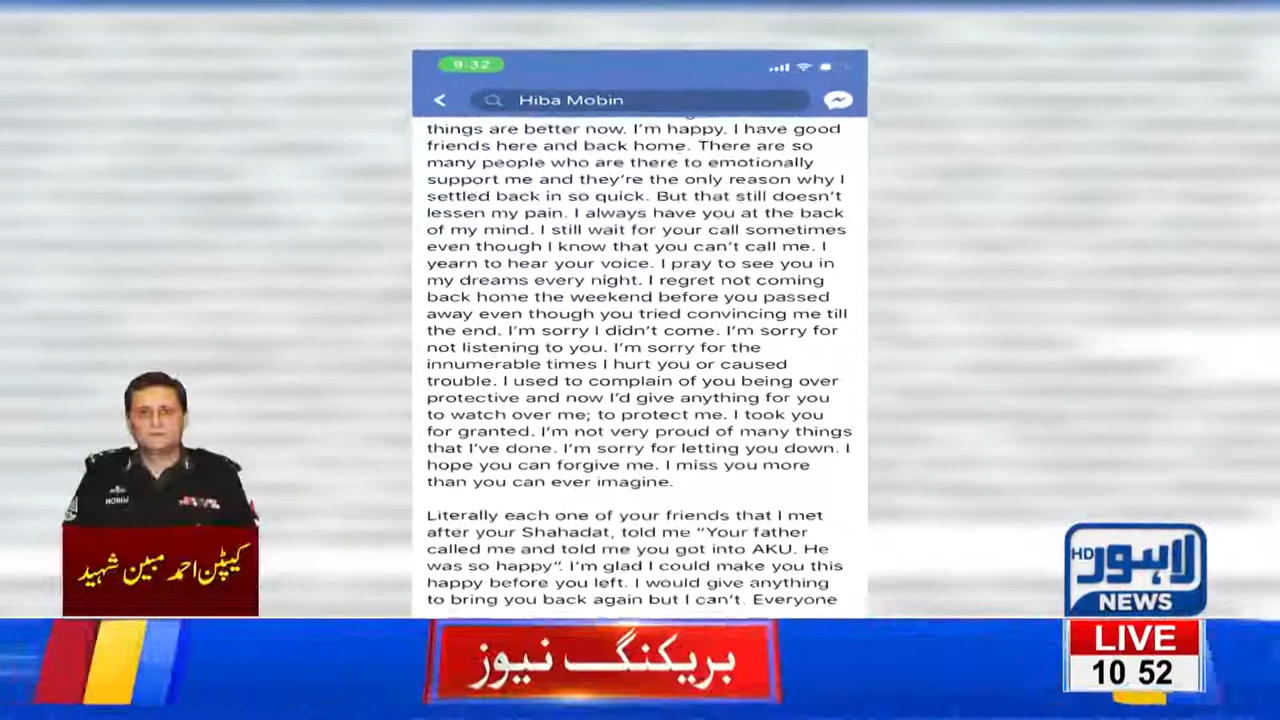 9:32
Hiba Mobin
things are better now. I'm happy. I have good
friends here and back home. There are so
many people who are there to emotionally
support me and they're the only reason why I
settled back in so quick. But that still doesn't
lessen my pain. I always have you at the back
of my mind. I still wait for your call sometimes
even though I know that you can't call me. I
yearn to hear your voice. I pray to see you in
my dreams every night. I regret not coming
back home the weekend before you passed
away even though you tried convincing me till
the end. I'm sorry I didn't come. I'm sorry for
not listening to you. I'm sorry for the
innumerable times I hurt you or caused
trouble. I used to complain of you being over
protective and now I'd give anything for you
to watch over me; to protect me. I took you
for granted. I'm not very proud of many things
that I've done. I'm sorry for letting you down. I
hope you can forgive me. I miss you more
than you can ever imagine.
Literally each one of your friends that I met
after your Shahadat, told me "Your father
called me and told me you got into AKU. He
was so happy". I'm glad I could make you this
happy before you left. I would give anything
to bring you back again but I can't. Everyone
کیپٹن احمد مبین شہید
HD لاہور
NEWS
LIVE
10 52
بریکنگ نیوز